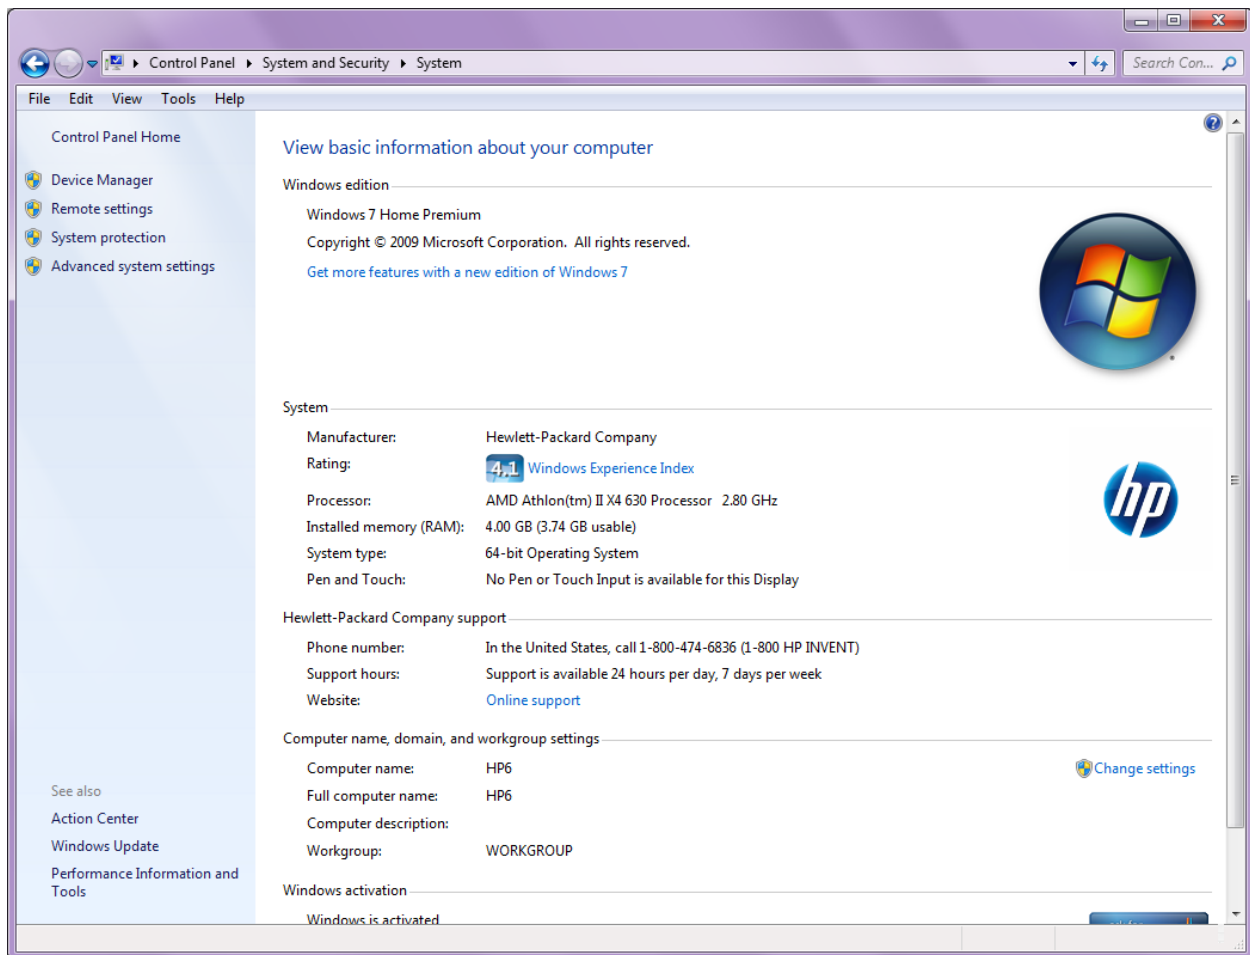 Control Panel ▸ System and Security ▸ System
Search Con...
File Edit View Tools Help
Control Panel Home
Device Manager
Remote settings
System protection
Advanced system settings
See also
Action Center
Windows Update
Performance Information and
Tools
View basic information about your computer
Windows edition
Windows 7 Home Premium
Copyright © 2009 Microsoft Corporation. All rights reserved.
Get more features with a new edition of Windows 7
System
Manufacturer: Hewlett-Packard Company
Rating: 4,1 Windows Experience Index
Processor: AMD Athlon(tm) II X4 630 Processor 2.80 GHz
Installed memory (RAM): 4.00 GB (3.74 GB usable)
System type: 64-bit Operating System
Pen and Touch: No Pen or Touch Input is available for this Display
hp
Hewlett-Packard Company support
Phone number: In the United States, call 1-800-474-6836 (1-800 HP INVENT)
Support hours: Support is available 24 hours per day, 7 days per week
Website: Online support
Computer name, domain, and workgroup settings
Computer name: HP6
Change settings
Full computer name: HP6
Computer description:
Workgroup: WORKGROUP
Windows activation
Windows is activated